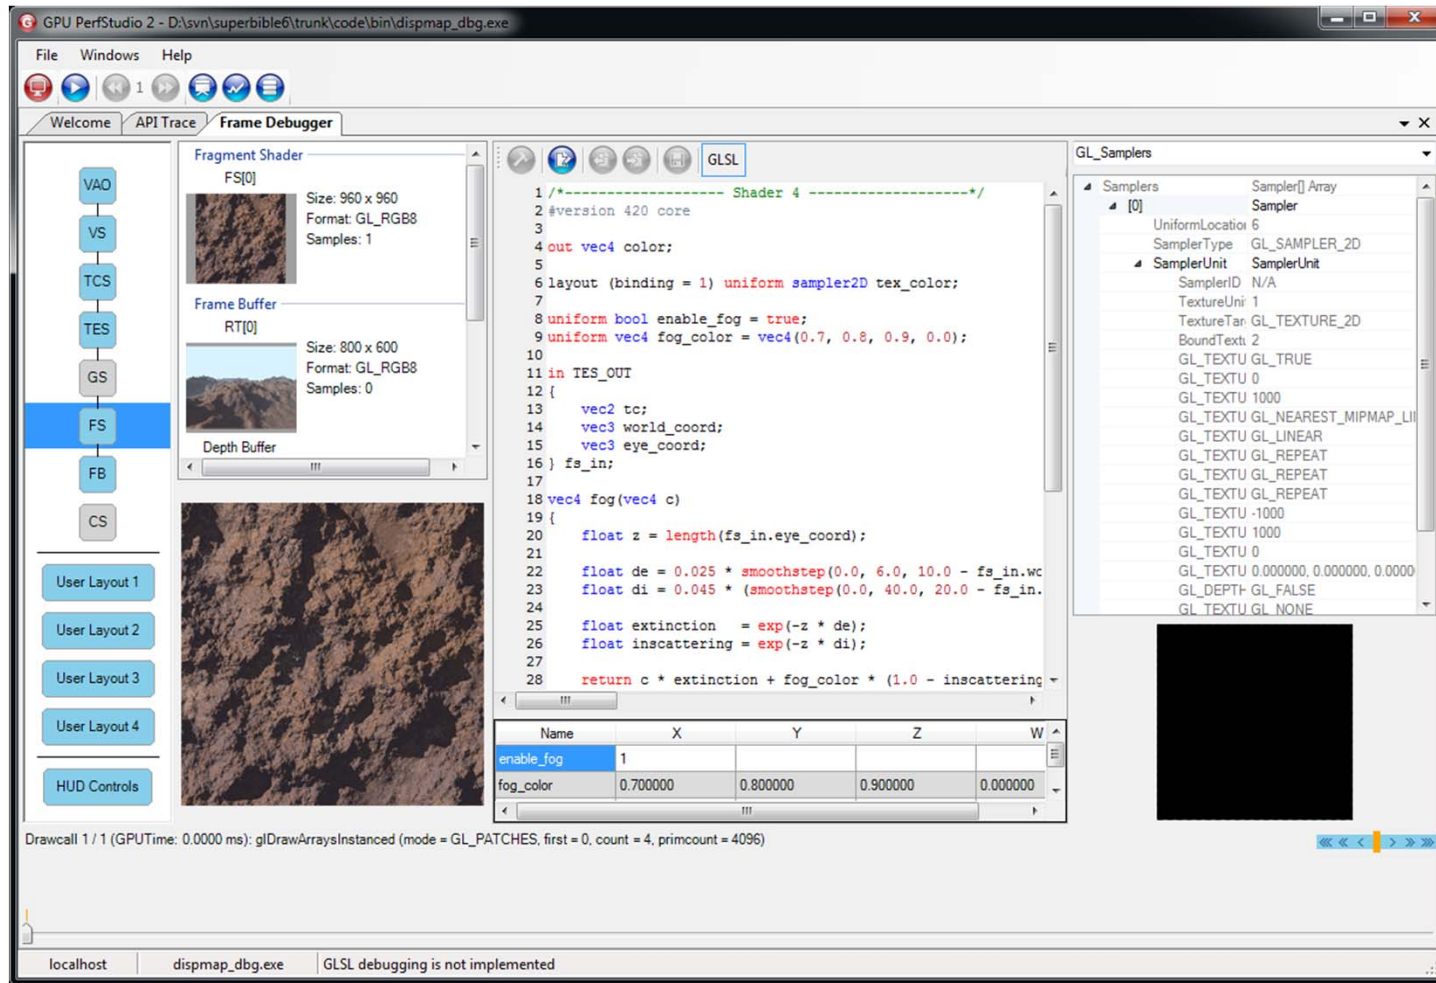 GPU PerfStudio 2 - D:\svn\superbible6\trunk\code\bin\dispmap_dbg.exe
File Windows Help
1
Welcome API Trace Frame Debugger
VAO
VS
TCS
TES
GS
FS
FB
CS
User Layout 1
User Layout 2
User Layout 3
User Layout 4
HUD Controls
Fragment Shader
FS[0]
Size: 960 x 960
Format: GL_RGB8
Samples: 1
Frame Buffer
RT[0]
Size: 800 x 600
Format: GL_RGB8
Samples: 0
Depth Buffer
GLSL
1 /*------------------- Shader 4 -------------------*/
2 #version 420 core
3
4 out vec4 color;
5
6 layout (binding = 1) uniform sampler2D tex_color;
7
8 uniform bool enable_fog = true;
9 uniform vec4 fog_color = vec4(0.7, 0.8, 0.9, 0.0);
10
11 in TES_OUT
12 {
13     vec2 tc;
14     vec3 world_coord;
15     vec3 eye_coord;
16 } fs_in;
17
18 vec4 fog(vec4 c)
19 {
20     float z = length(fs_in.eye_coord);
21
22     float de = 0.025 * smoothstep(0.0, 6.0, 10.0 - fs_in.wc
23     float di = 0.045 * (smoothstep(0.0, 40.0, 20.0 - fs_in.
24
25     float extinction   = exp(-z * de);
26     float inscattering = exp(-z * di);
27
28     return c * extinction + fog_color * (1.0 - inscattering
Name X Y Z W
enable_fog 1
fog_color 0.700000 0.800000 0.900000 0.000000
GL_Samplers
Samplers Sampler[] Array
[0] Sampler
UniformLocation 6
SamplerType GL_SAMPLER_2D
SamplerUnit SamplerUnit
SamplerID N/A
TextureUni 1
TextureTar GL_TEXTURE_2D
BoundTextu 2
GL_TEXTU GL_TRUE
GL_TEXTU 0
GL_TEXTU 1000
GL_TEXTU GL_NEAREST_MIPMAP_LI
GL_TEXTU GL_LINEAR
GL_TEXTU GL_REPEAT
GL_TEXTU GL_REPEAT
GL_TEXTU GL_REPEAT
GL_TEXTU -1000
GL_TEXTU 1000
GL_TEXTU 0
GL_TEXTU 0.000000, 0.000000, 0.0000
GL_DEPTH GL_FALSE
GL_TEXTU GL_NONE
Drawcall 1 / 1 (GPUTime: 0.0000 ms): glDrawArraysInstanced (mode = GL_PATCHES, first = 0, count = 4, primcount = 4096)
localhost dispmap_dbg.exe GLSL debugging is not implemented